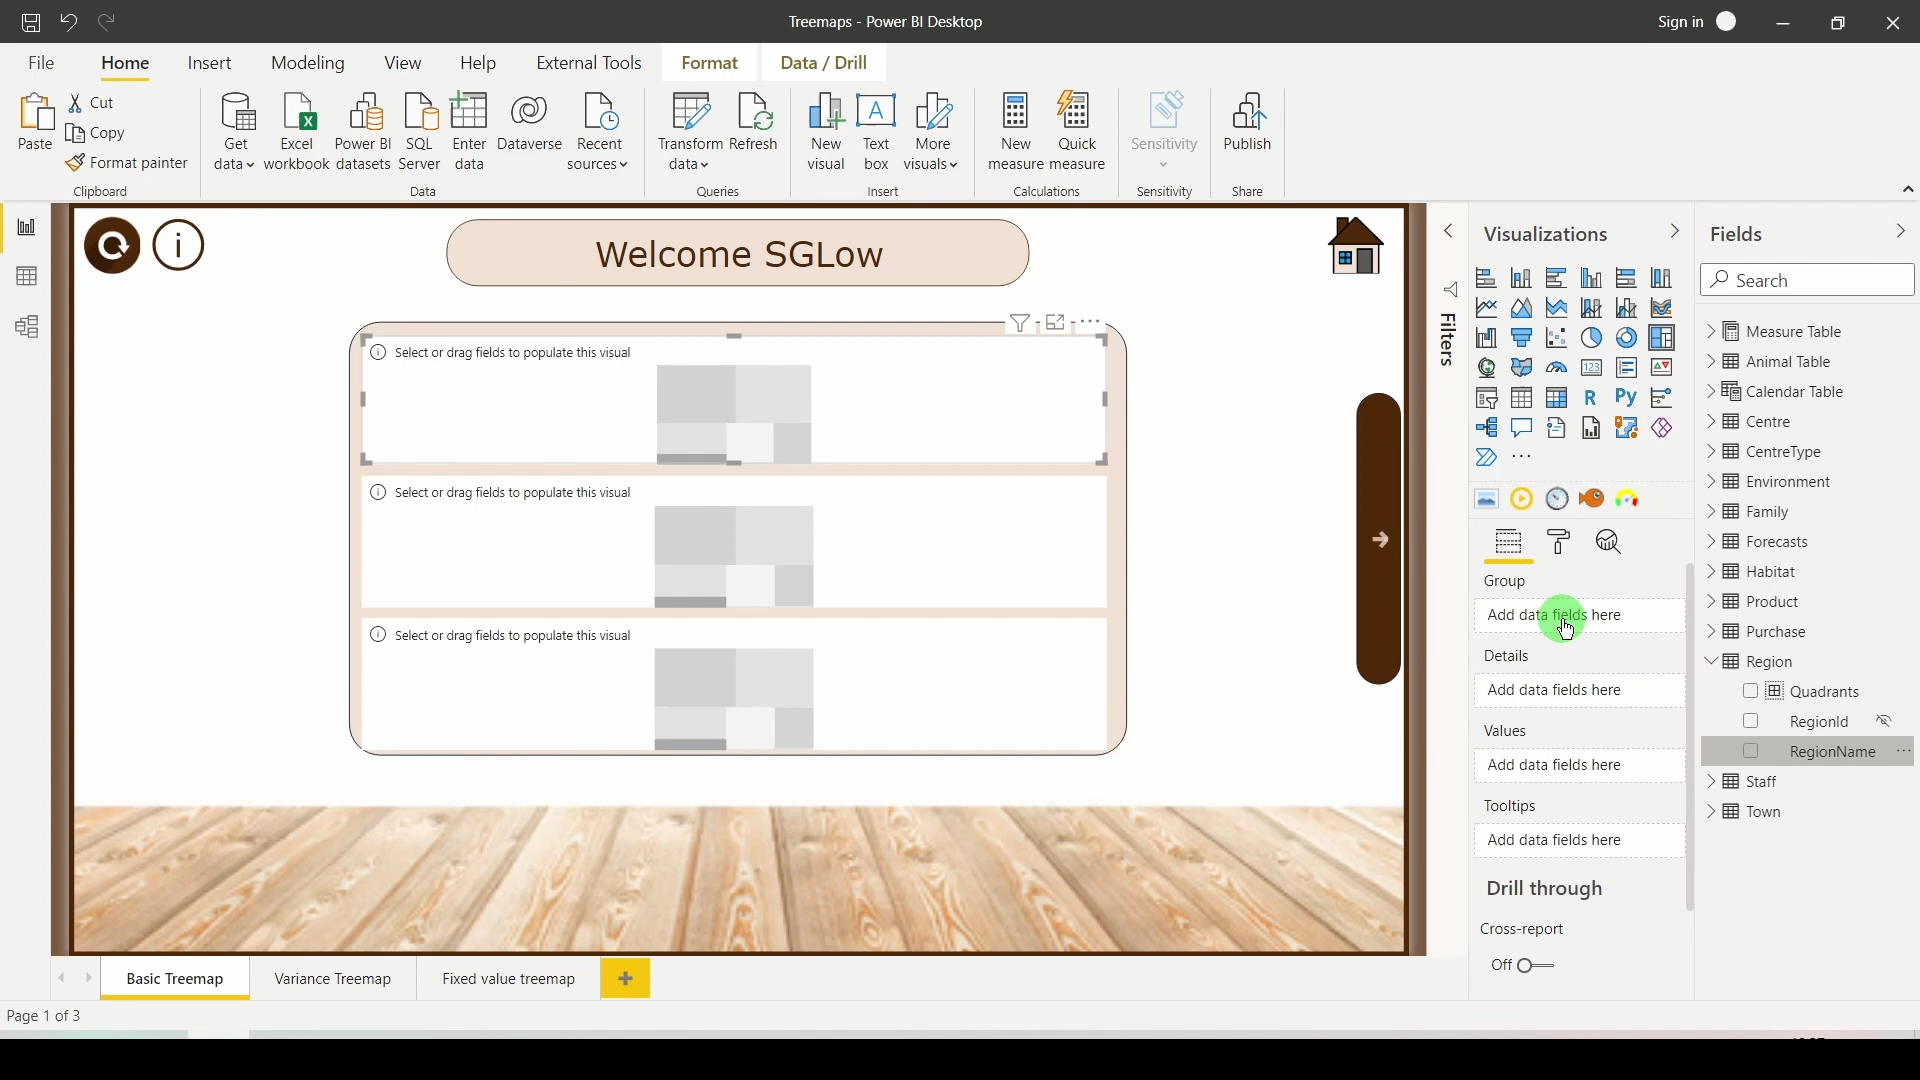 Treemaps - Power BI Desktop
Sign in
File Home Insert Modeling View Help External Tools Format Data / Drill
Paste
Cut
Copy
Format painter
Clipboard
Get data
Excel workbook
Power BI datasets
SQL Server
Enter data
Dataverse
Recent sources
Data
Transform data
Refresh
Queries
New visual
Text box
More visuals
Insert
New measure
Quick measure
Calculations
Sensitivity
Sensitivity
Publish
Share
Welcome SGLow
Select or drag fields to populate this visual
Select or drag fields to populate this visual
Select or drag fields to populate this visual
Filters
Visualizations
123
R
Py
Group
Add data fields here
Details
Add data fields here
Values
Add data fields here
Tooltips
Add data fields here
Drill through
Cross-report
Off
Fields
Search
Measure Table
Animal Table
Calendar Table
Centre
CentreType
Environment
Family
Forecasts
Habitat
Product
Purchase
Region
Quadrants
RegionId
RegionName
Staff
Town
Basic Treemap
Variance Treemap
Fixed value treemap
Page 1 of 3